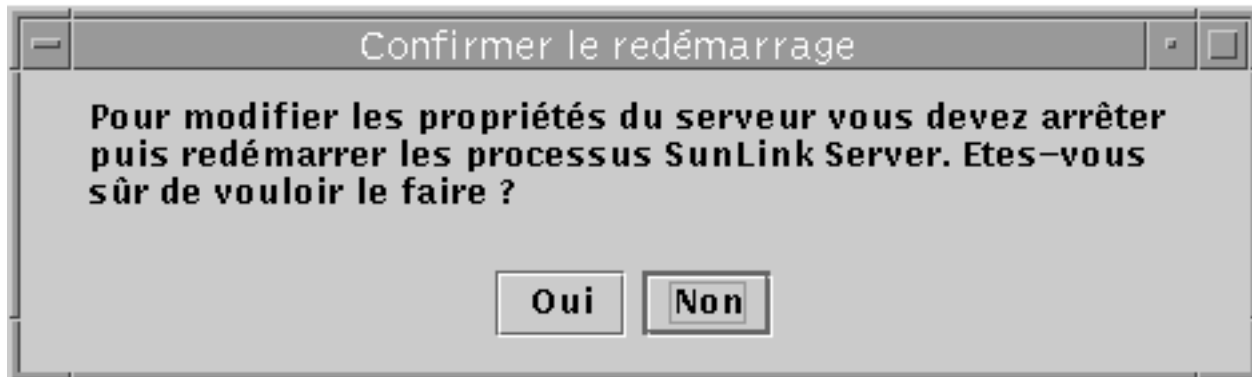 Confirmer le redémarrage
Pour modifier les propriétés du serveur vous devez arrêter
puis redémarrer les processus SunLink Server. Etes-vous
sûr de vouloir le faire ?
Oui Non